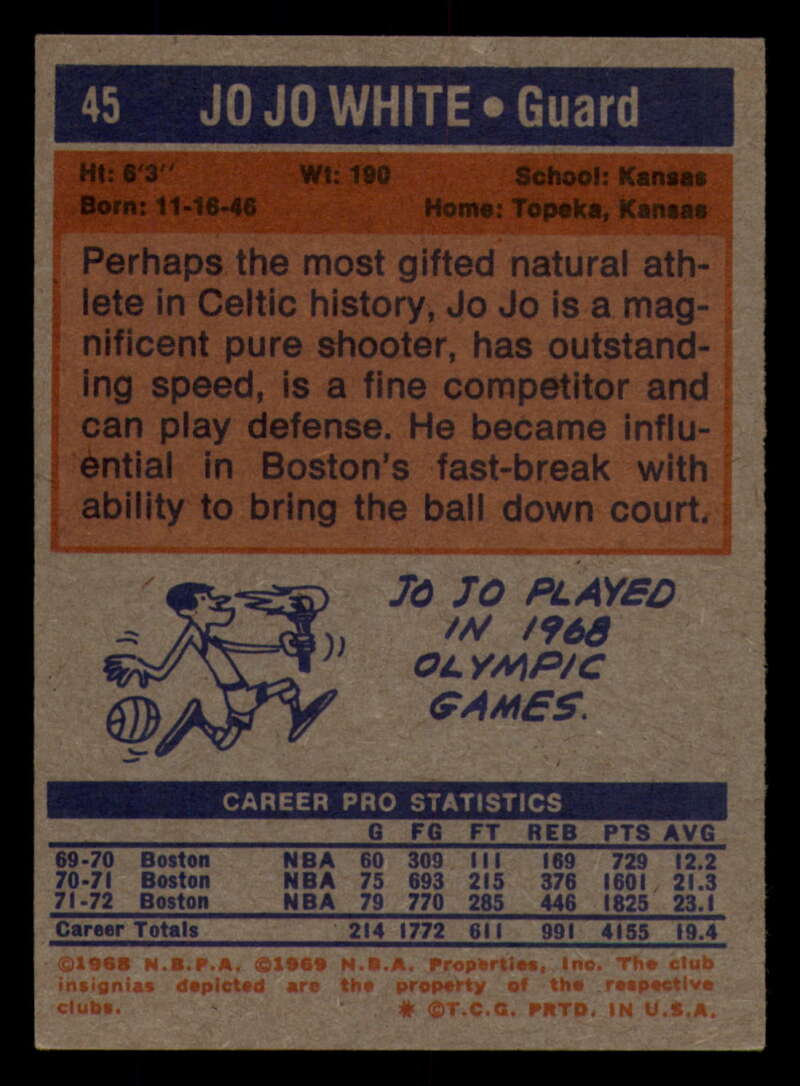 45 JO JO WHITE • Guard
Ht: 6'3" Wt: 190 School: Kansas
Born: 11-16-46 Home: Topeka, Kansas
Perhaps the most gifted natural ath-
lete in Celtic history, Jo Jo is a mag-
nificent pure shooter, has outstand-
ing speed, is a fine competitor and
can play defense. He became influ-
ential in Boston's fast-break with
ability to bring the ball down court.
JO JO PLAYED
IN 1968
OLYMPIC
GAMES.
CAREER PRO STATISTICS
G FG FT REB PTS AVG
69-70 Boston NBA 60 309 111 169 729 12.2
70-71 Boston NBA 75 693 215 376 1601 21.3
71-72 Boston NBA 79 770 285 446 1825 23.1
Career Totals 214 1772 611 991 4155 19.4
©1968 N.B.P.A. ©1969 N.B.A. Properties, Inc. The club
insignias depicted are the property of the respective
clubs. * ©T.C.G. PRTD. IN U.S.A.